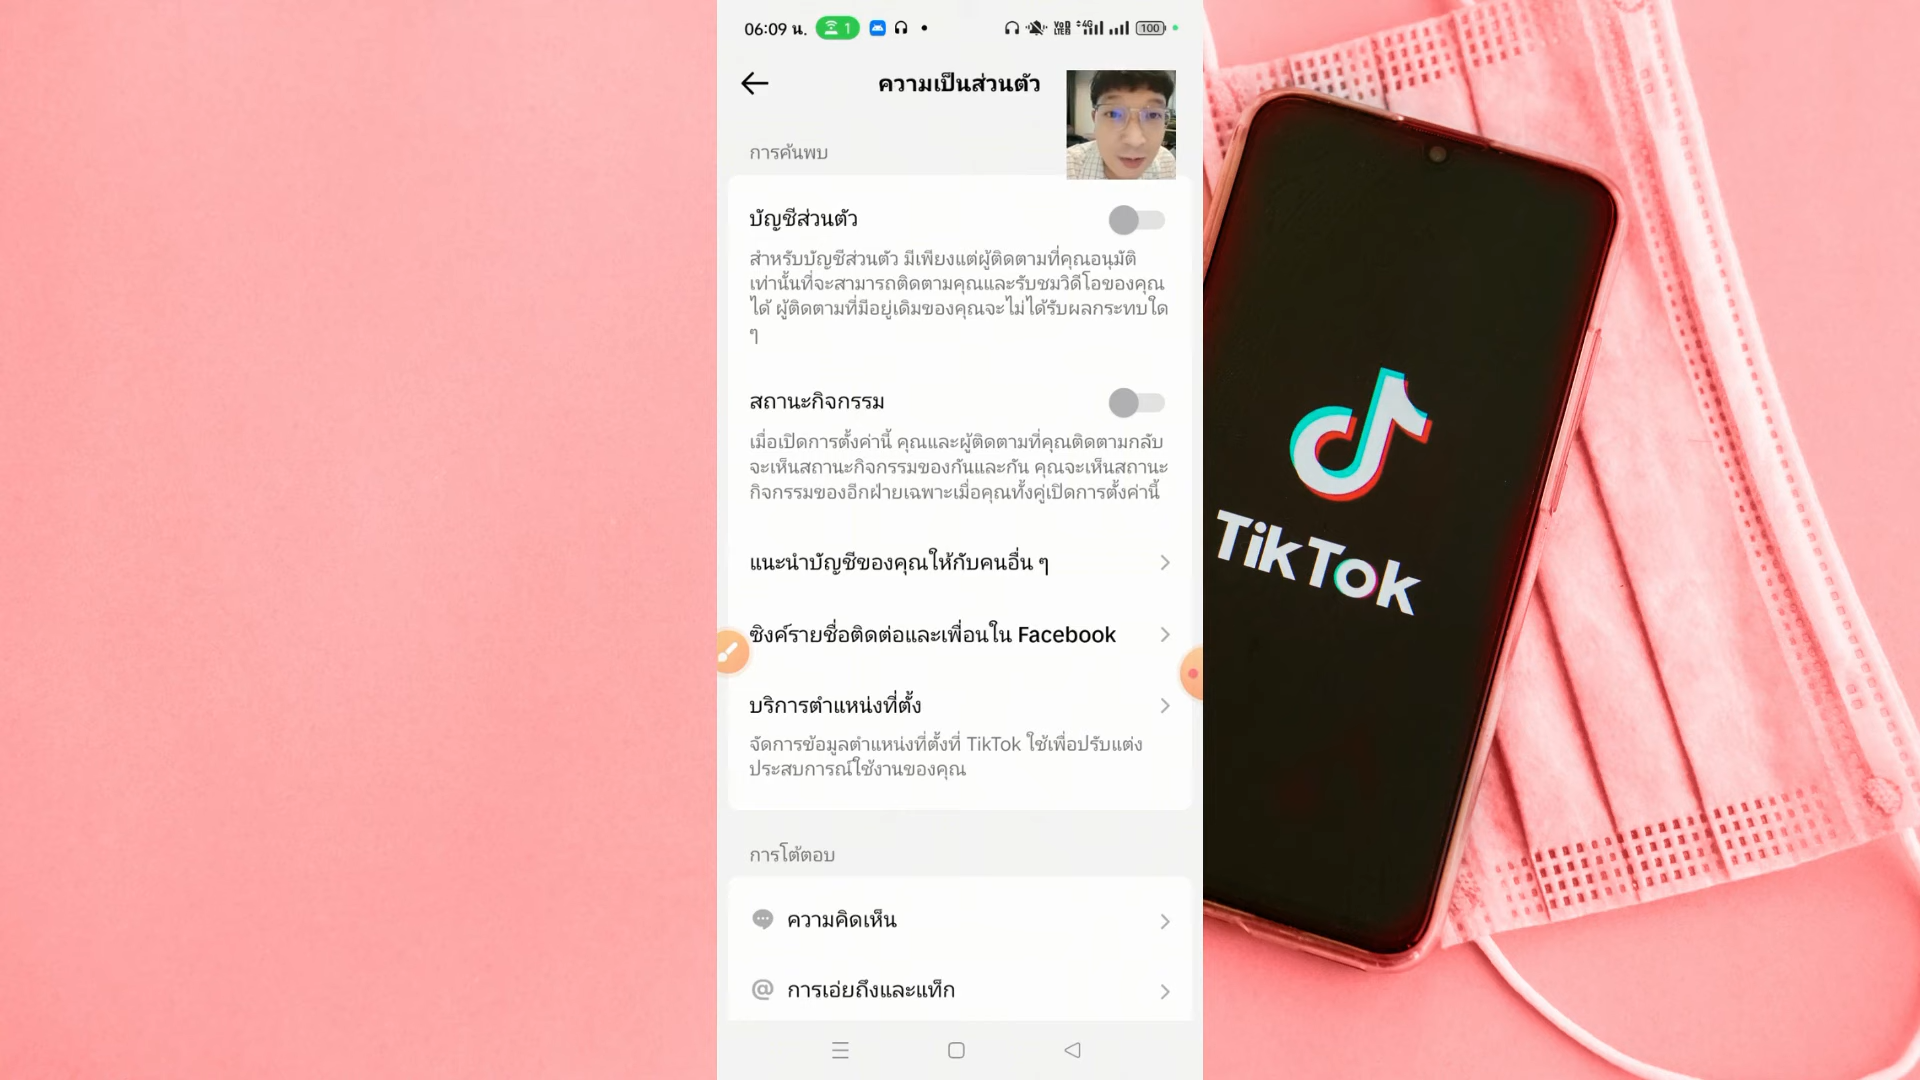 06:09 น.
1
4G
VoD
LTE
100
ความเป็นส่วนตัว
การค้นพบ
บัญชีส่วนตัว
สำหรับบัญชีส่วนตัว มีเพียงแต่ผู้ติดตามที่คุณอนุมัติ
เท่านั้นที่จะสามารถติดตามคุณและรับชมวิดีโอของคุณ
ได้ ผู้ติดตามที่มีอยู่เดิมของคุณจะไม่ได้รับผลกระทบใด
ๆ
สถานะกิจกรรม
เมื่อเปิดการตั้งค่านี้ คุณและผู้ติดตามที่คุณติดตามกลับ
จะเห็นสถานะกิจกรรมของกันและกัน คุณจะเห็นสถานะ
กิจกรรมของอีกฝ่ายเฉพาะเมื่อคุณทั้งคู่เปิดการตั้งค่านี้
แนะนำบัญชีของคุณให้กับคนอื่น ๆ
ซิงค์รายชื่อติดต่อและเพื่อนใน Facebook
บริการตำแหน่งที่ตั้ง
จัดการข้อมูลตำแหน่งที่ตั้งที่ TikTok ใช้เพื่อปรับแต่ง
ประสบการณ์ใช้งานของคุณ
การโต้ตอบ
ความคิดเห็น
@ การเอ่ยถึงและแท็ก
TikTok